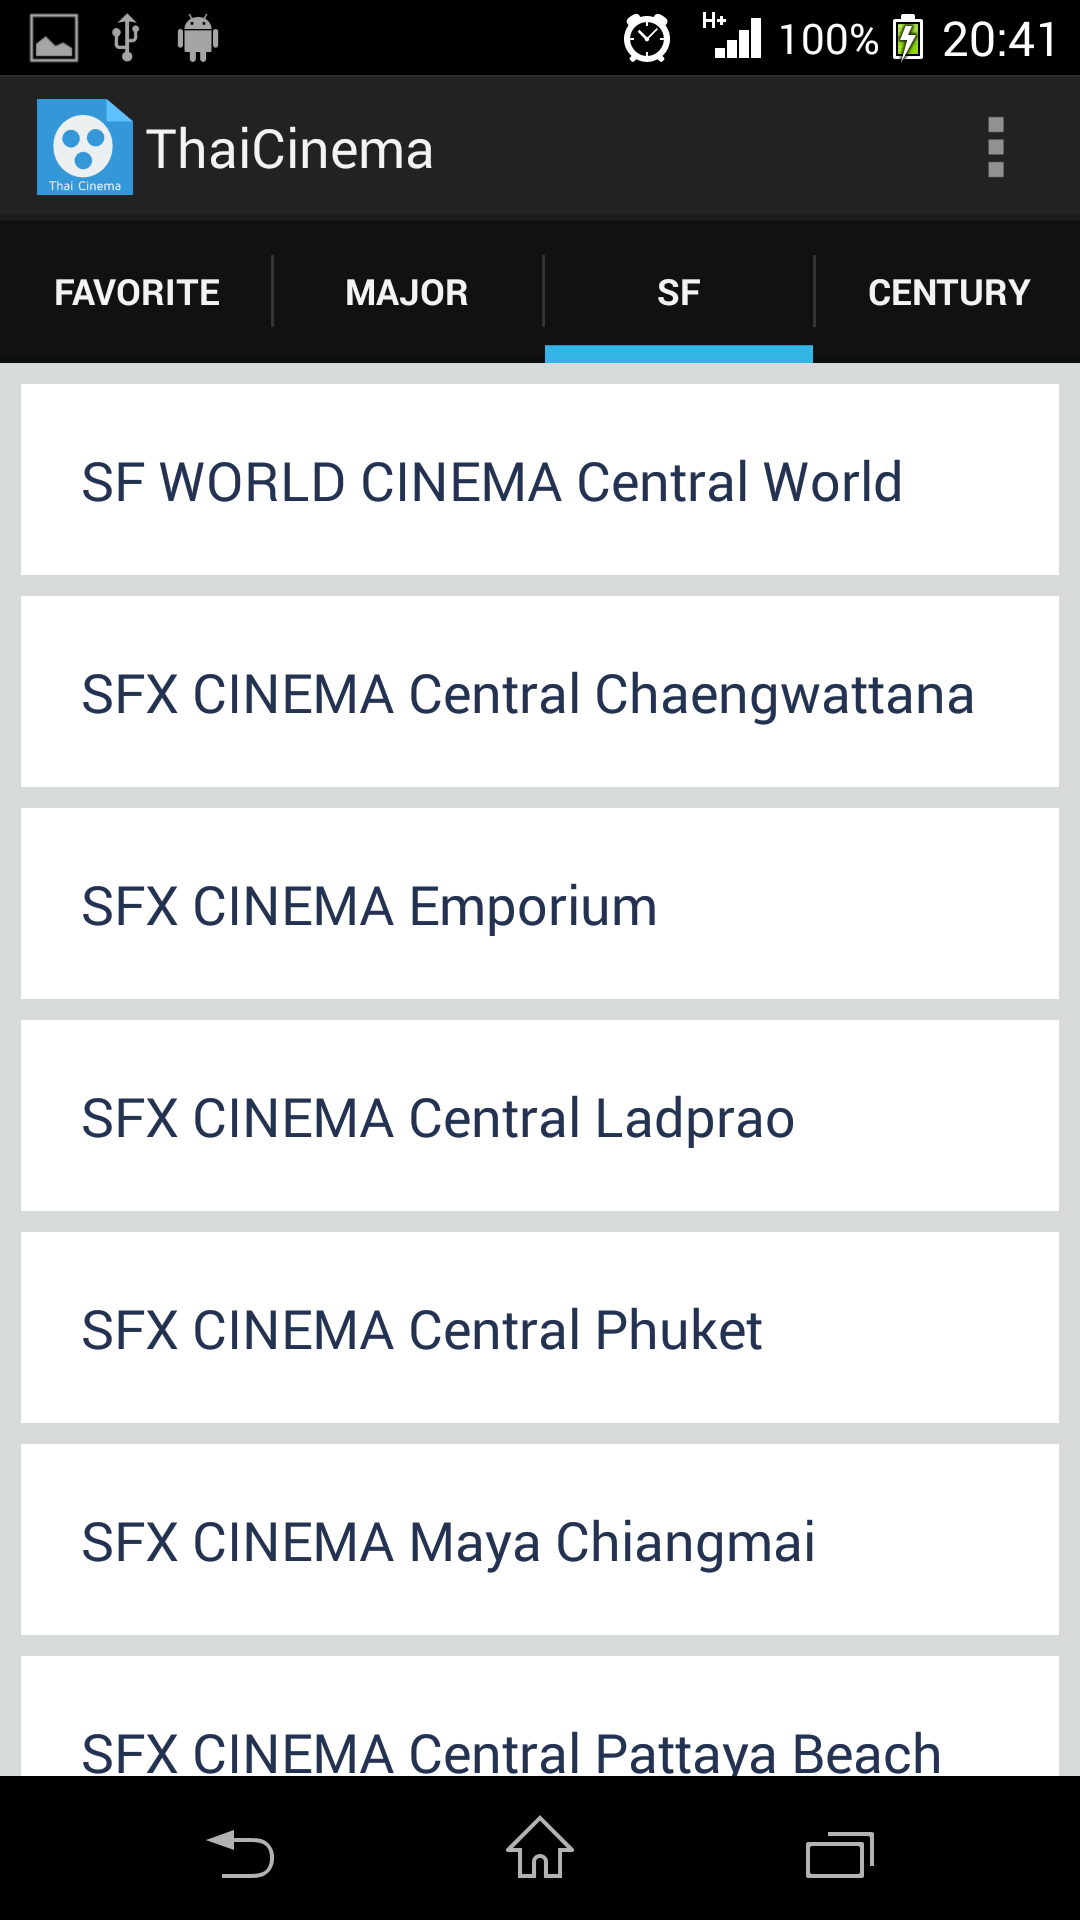 H+ 100% 20:41
Thai Cinema
ThaiCinema
FAVORITE MAJOR SF CENTURY
SF WORLD CINEMA Central World
SFX CINEMA Central Chaengwattana
SFX CINEMA Emporium
SFX CINEMA Central Ladprao
SFX CINEMA Central Phuket
SFX CINEMA Maya Chiangmai
SFX CINEMA Central Pattaya Beach